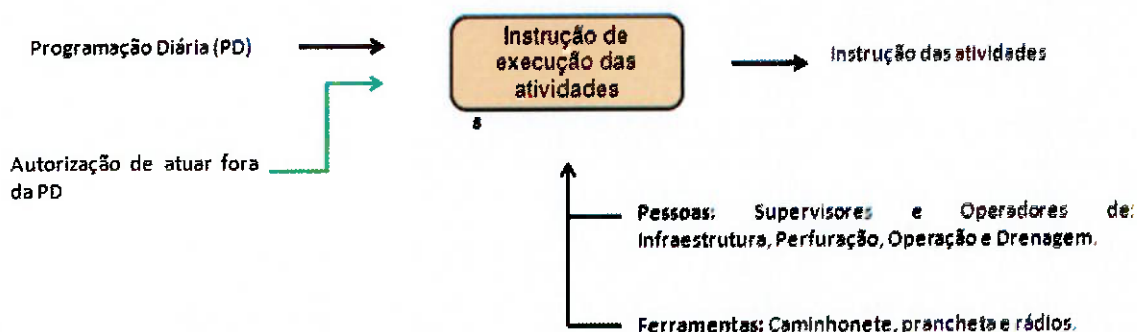 Programação Diária (PD)
Instrução de
execução das
atividades
Instrução das atividades
8
Autorização de atuar fora
da PD
Pessoas: Supervisores e Operadores de:
Infraestrutura, Perfuração, Operação e Drenagem.
Ferramentas: Caminhonete, prancheta e rádios.